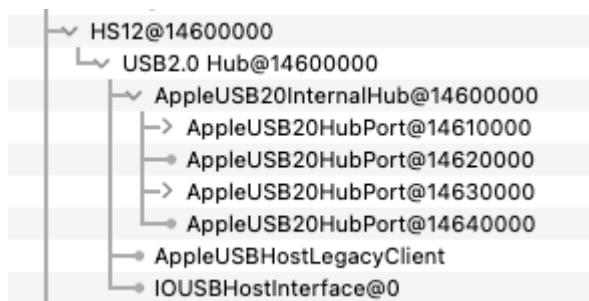 HS12@14600000
USB2.0 Hub@14600000
AppleUSB20InternalHub@14600000
AppleUSB20HubPort@14610000
AppleUSB20HubPort@14620000
AppleUSB20HubPort@14630000
AppleUSB20HubPort@14640000
AppleUSBHostLegacyClient
IOUSBHostInterface@0